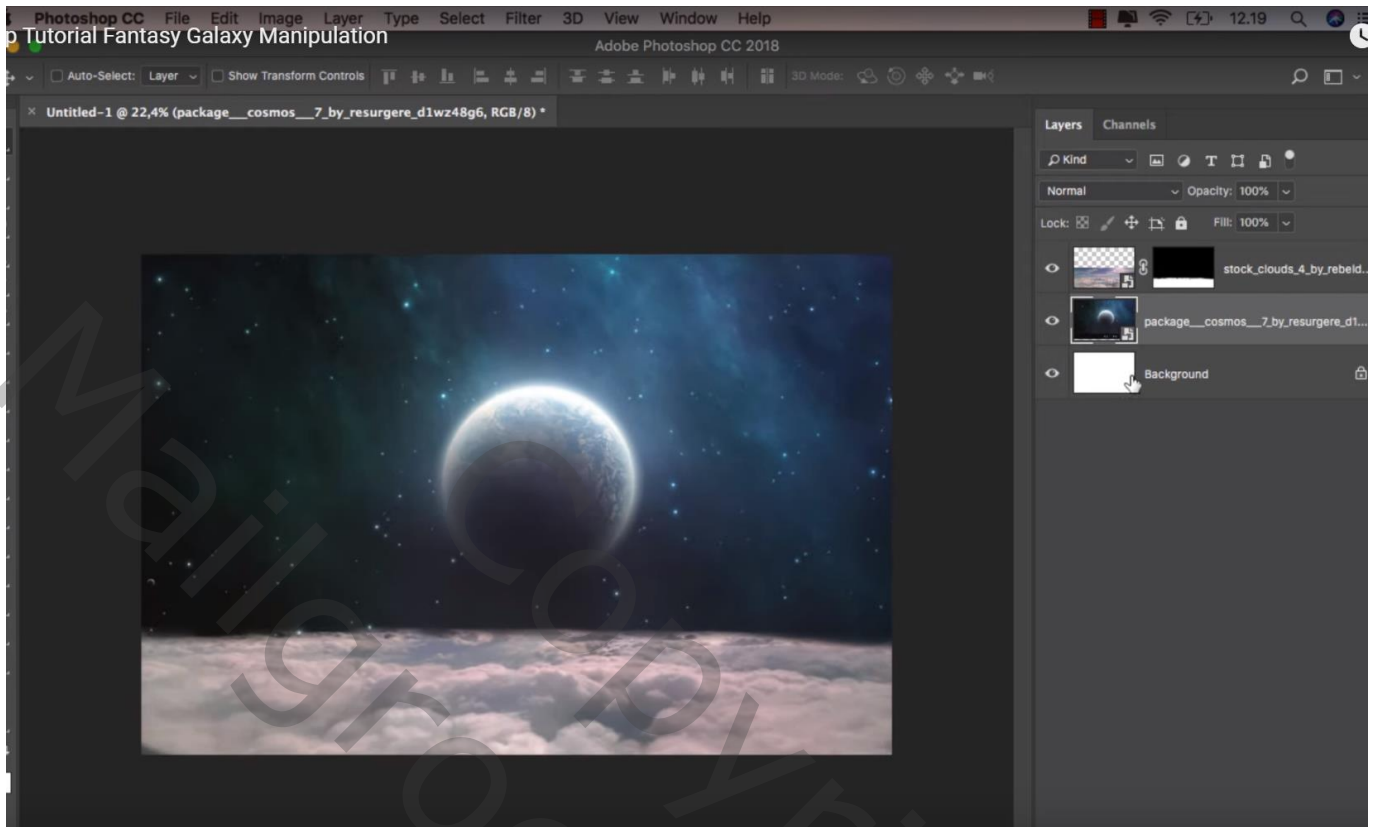 Photoshop CC File Edit Image Layer Type Select Filter 3D View Window Help 12.19
p Tutorial Fantasy Galaxy Manipulation
Adobe Photoshop CC 2018
Auto-Select: Layer Show Transform Controls 3D Mode:
× Untitled-1 @ 22,4% (package__cosmos__7_by_resurgere_d1wz48g6, RGB/8) *
Layers Channels
Kind
Normal Opacity: 100%
Lock: Fill: 100%
stock_clouds_4_by_rebeld...
package__cosmos__7_by_resurgere_d1...
Background